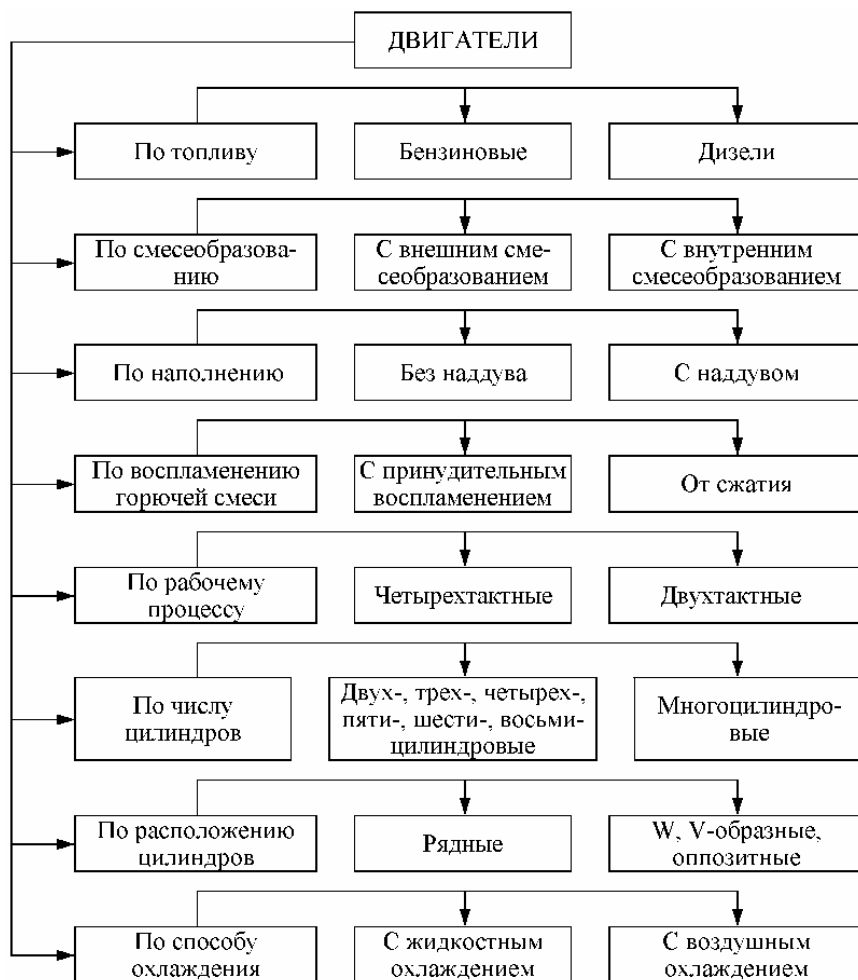 ДВИГАТЕЛИ
По топливу
Бензиновые
Дизели
По смесеобразова-
нию
С внешним сме-
сеобразованием
С внутренним
смесеобразованием
По наполнению
Без наддува
С наддувом
По воспламенению
горючей смеси
С принудительным
воспламенением
От сжатия
По рабочему
процессу
Четырехтактные
Двухтактные
По числу
цилиндров
Двух-, трех-, четырех-,
пяти-, шести-, восьми-
цилиндровые
Многоцилиндро-
вые
По расположению
цилиндров
Рядные
W, V-образные,
оппозитные
По способу
охлаждения
С жидкостным
охлаждением
С воздушным
охлаждением